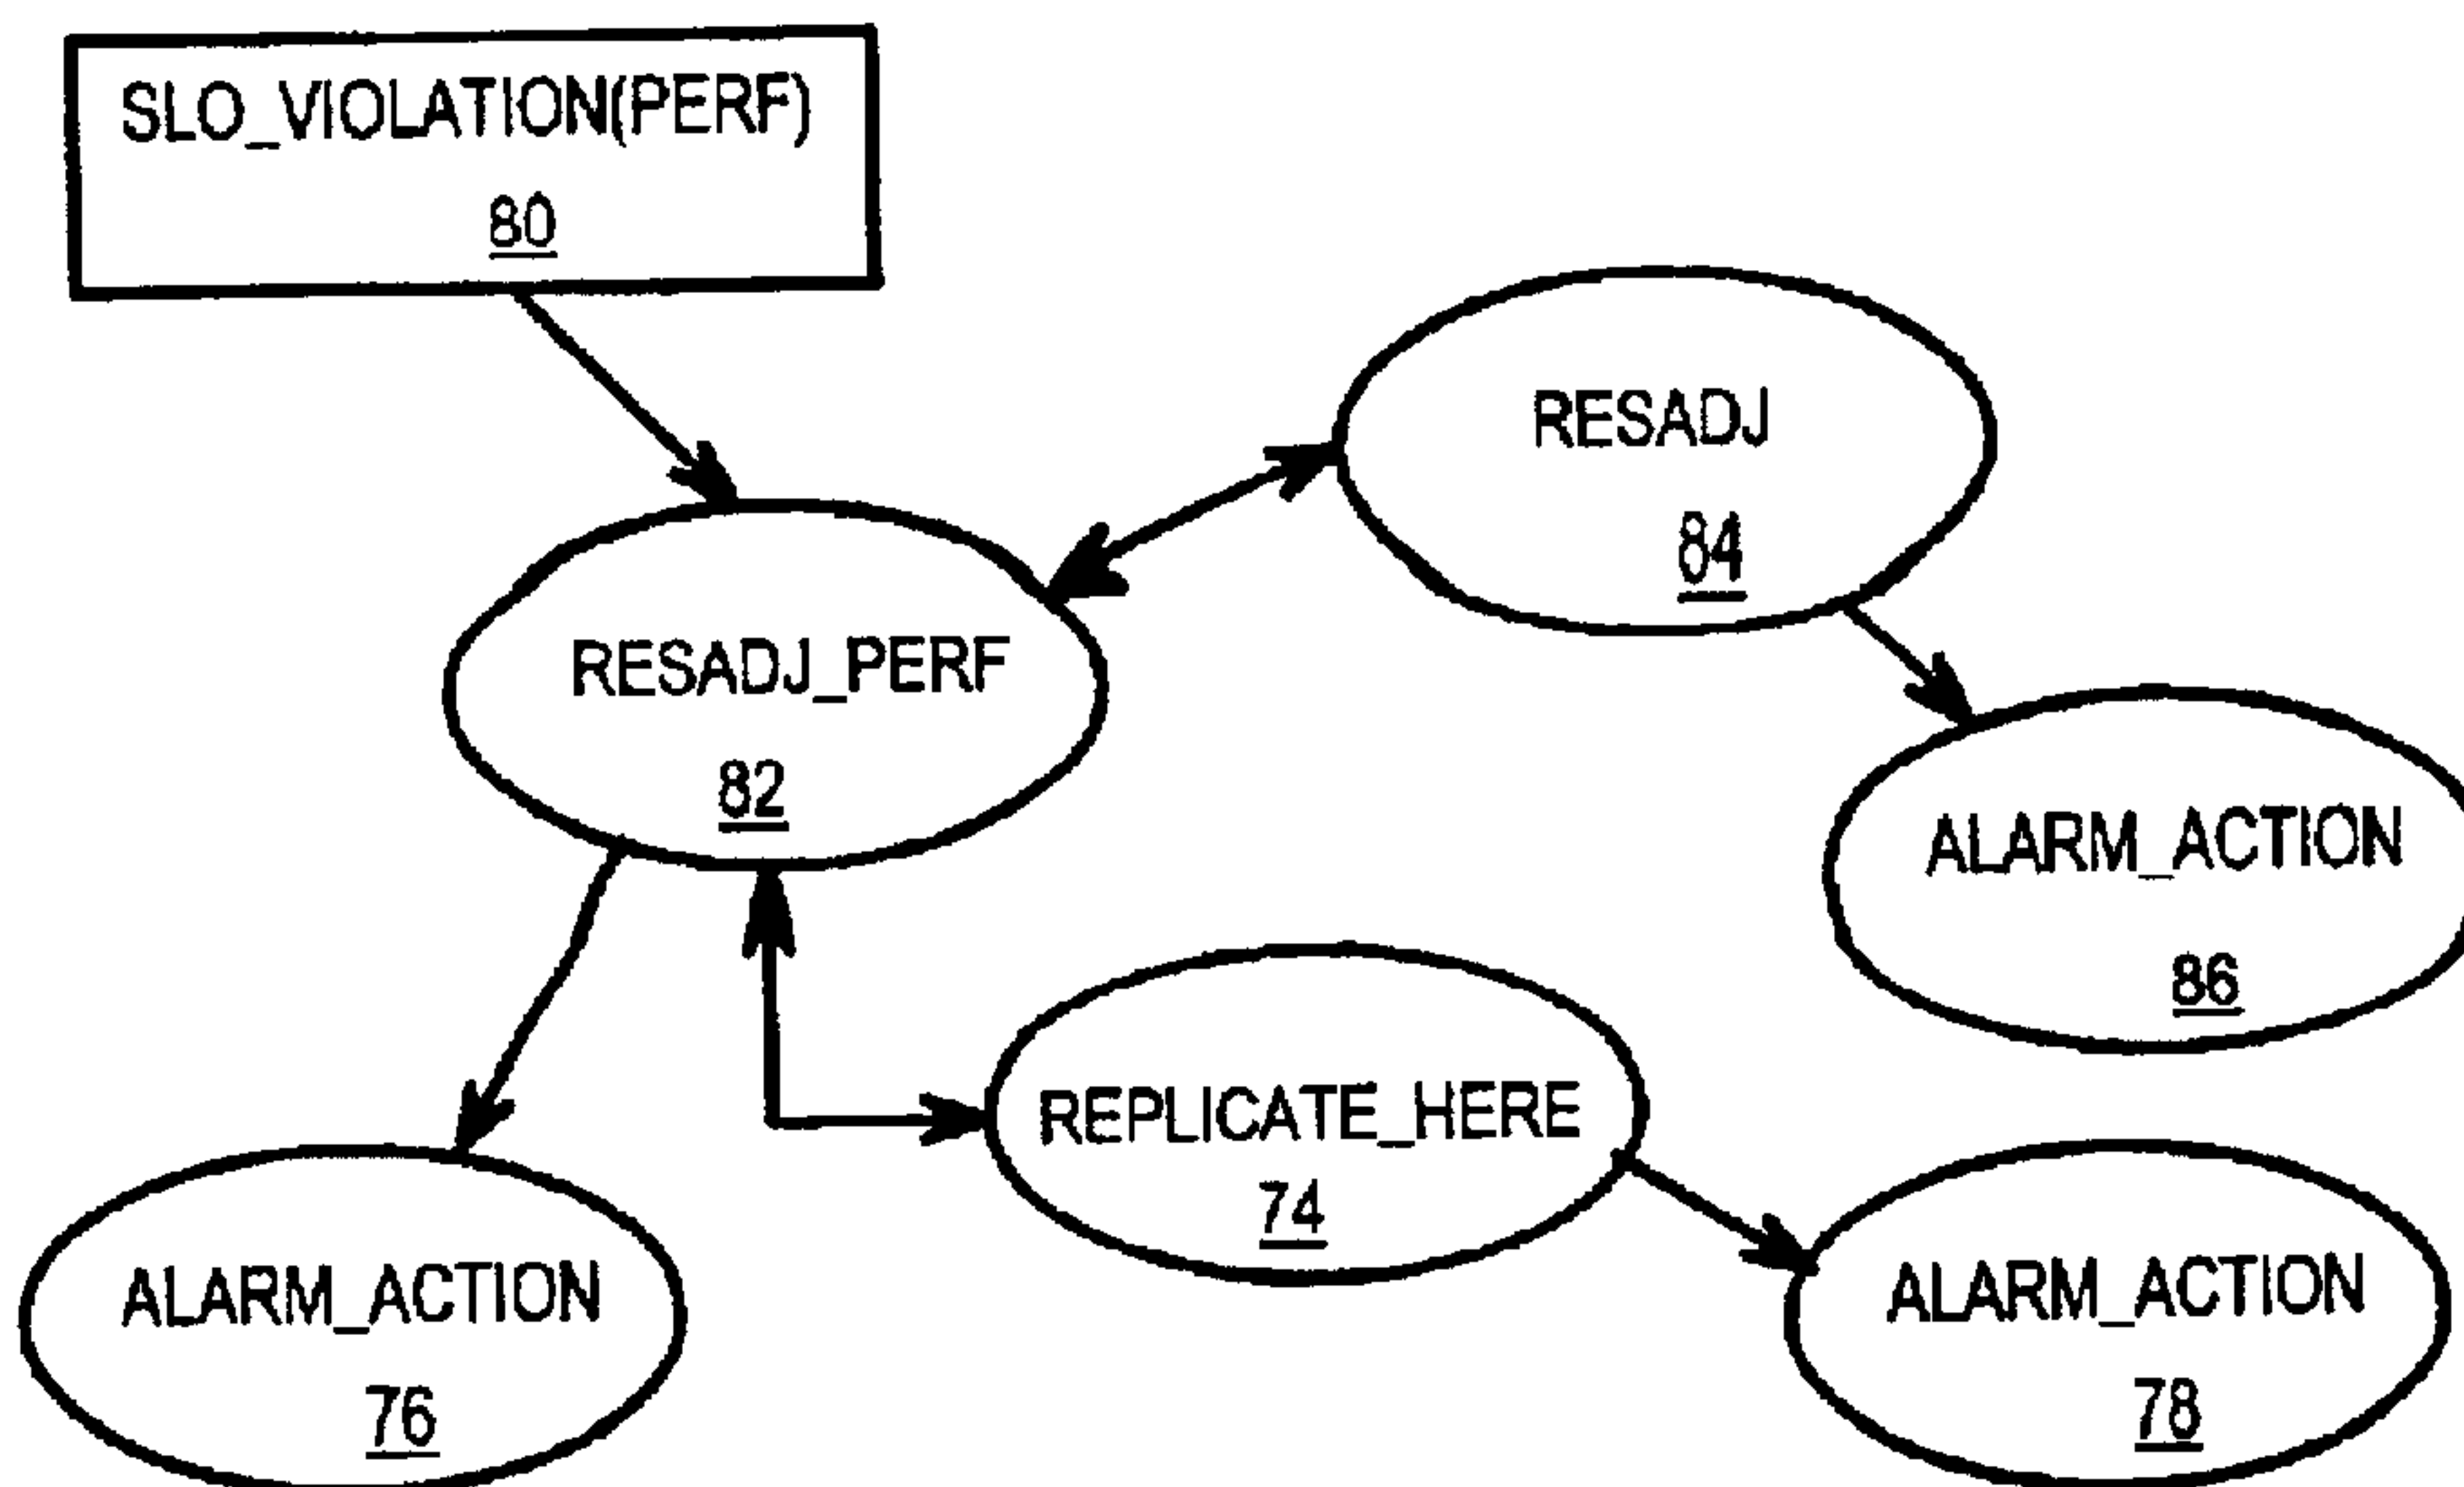 SLO_VIOLATION(PERF)
80
RESADJ
84
RESADJ_PERF
82
ALARM_ACTION
86
REPLICATE_HERE
74
ALARM_ACTION
76
ALARM_ACTION
78